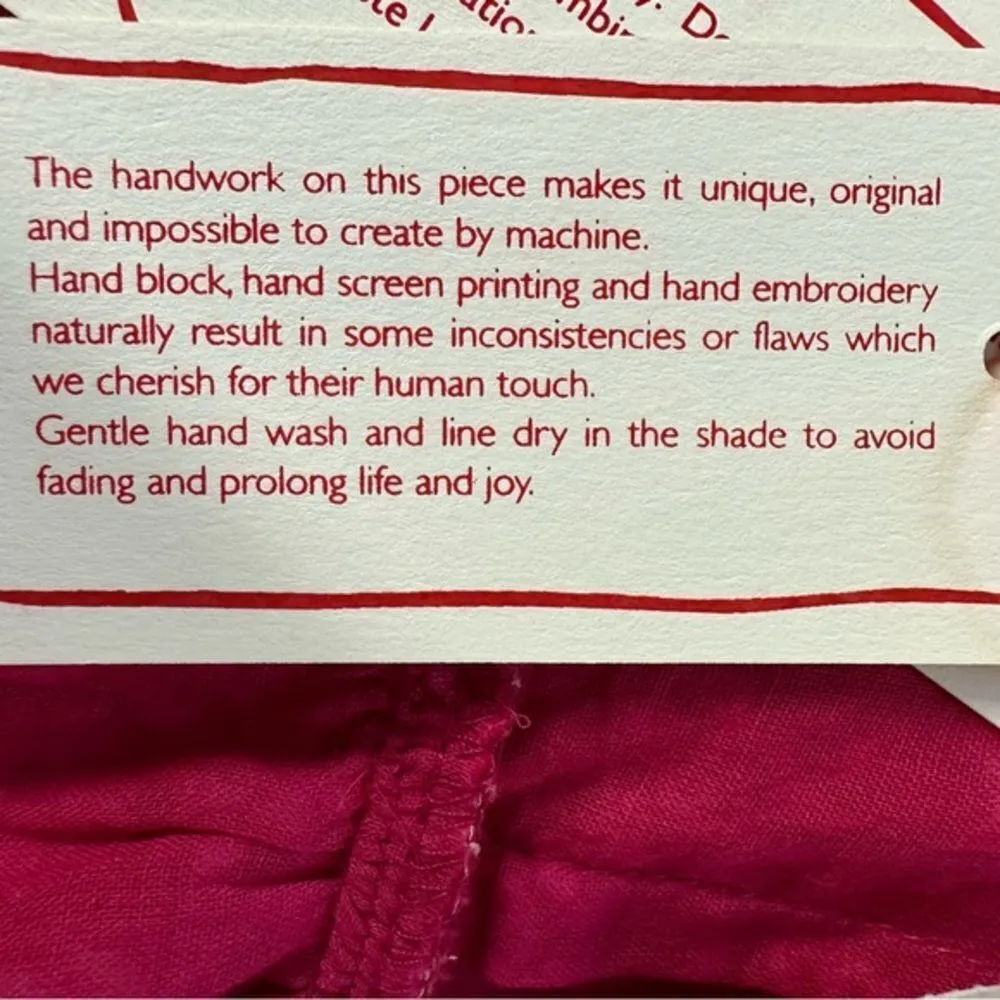 The handwork on this piece makes it unique, original
and impossible to create by machine.
Hand block, hand screen printing and hand embroidery
naturally result in some inconsistencies or flaws which
we cherish for their human touch.
Gentle hand wash and line dry in the shade to avoid
fading and prolong life and joy.